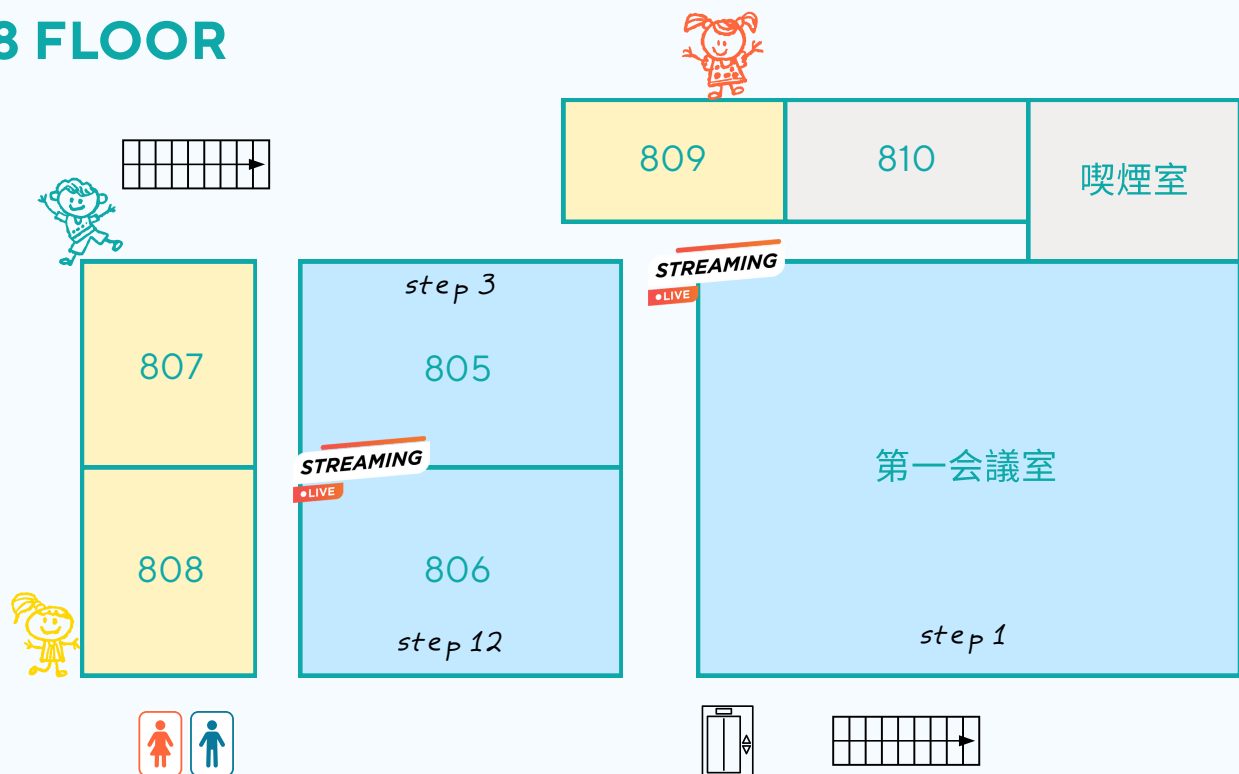 8 FLOOR
809
810
喫煙室
STREAMING
LIVE
step 3
807
805
STREAMING
LIVE
第一会議室
808
806
step 12
step 1